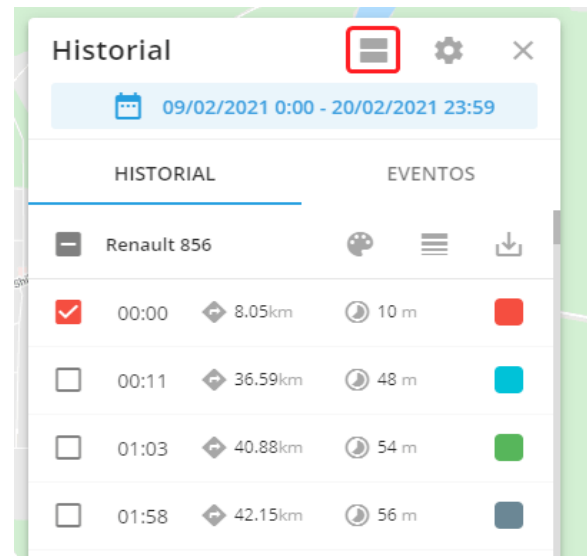 Historial
09/02/2021 0:00 - 20/02/2021 23:59
HISTORIAL EVENTOS
Renault 856
00:00 8.05km 10 m
00:11 36.59km 48 m
01:03 40.88km 54 m
01:58 42.15km 56 m